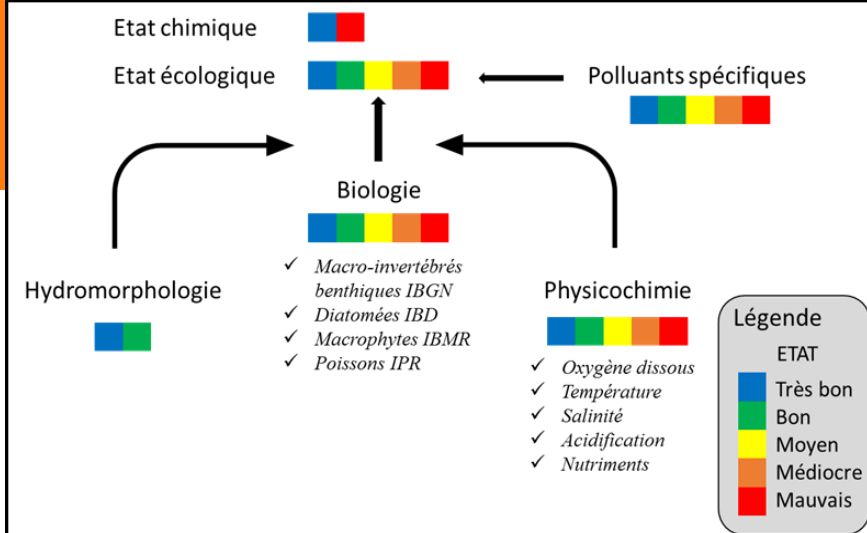 Etat chimique
Etat écologique
Polluants spécifiques
Biologie
✓ Macro-invertébrés
benthiques IBGN
✓ Diatomées IBD
✓ Macrophytes IBMR
✓ Poissons IPR
Hydromorphologie
Physicochimie
✓ Oxygène dissous
✓ Température
✓ Salinité
✓ Acidification
✓ Nutriments
Légende
ETAT
Très bon
Bon
Moyen
Médiocre
Mauvais